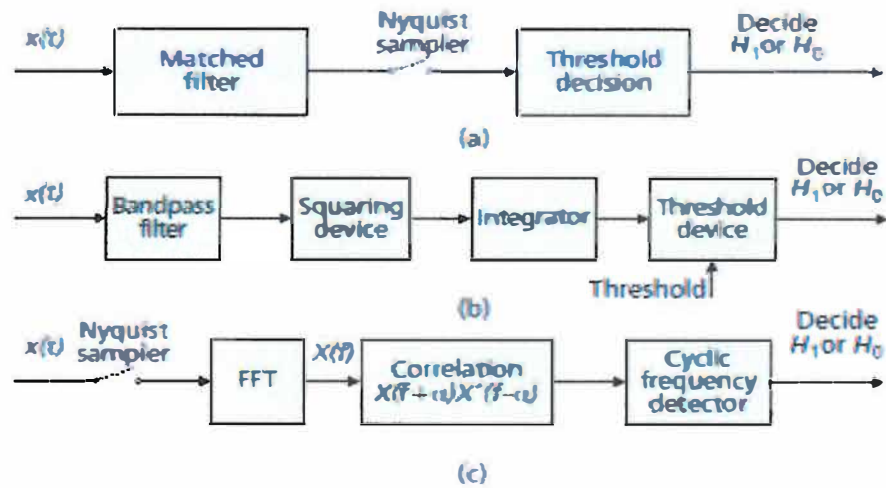 x(t)
Matched
filter
Nyquist
sampler
Threshold
decision
Decide
H₁ or H₀
(a)
x(t)
Bandpass
filter
Squaring
device
Integrator
Threshold
device
Decide
H₁ or H₀
Threshold
(b)
x(t)
Nyquist
sampler
FFT
X(f)
Correlation
X(f+α)X*(f–α)
Cyclic
frequency
detector
Decide
H₁ or H₀
(c)